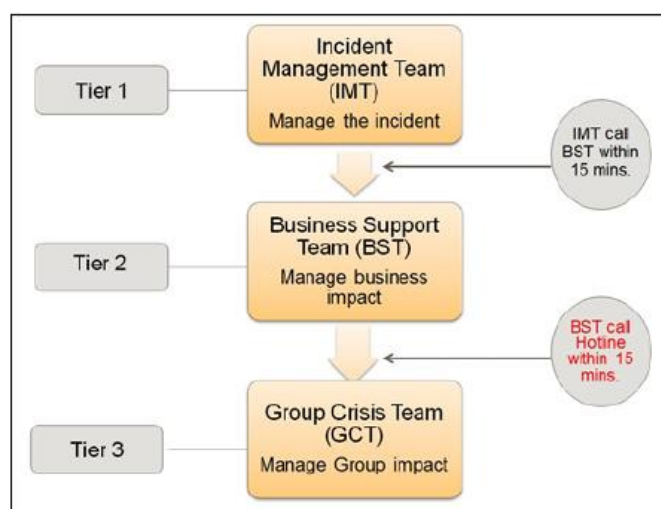 Incident
Management Team
(IMT)
Manage the incident
Tier 1
IMT call
BST within
15 mins.
Business Support
Team (BST)
Manage business
impact
Tier 2
BST call
Hotine
within 15
mins.
Group Crisis Team
(GCT)
Manage Group impact
Tier 3